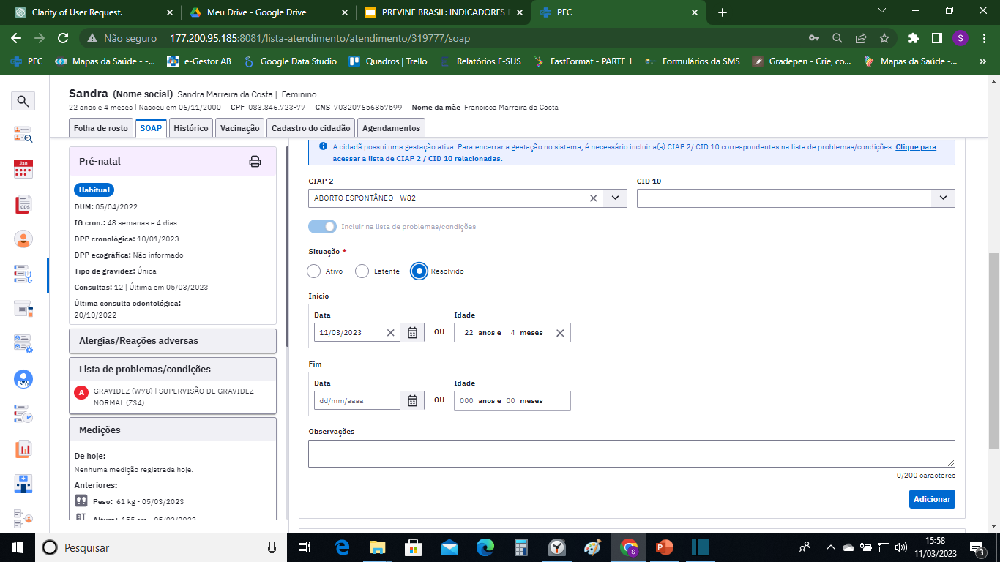 Clarity of User Request.
Meu Drive - Google Drive
PREVINE BRASIL: INDICADORES
PEC
Não seguro
177.200.95.185:8081/lista-atendimento/atendimento/319777/soap
S
PEC
Mapas da Saúde - -...
e-Gestor AB
Google Data Studio
Quadros | Trello
Relatórios E-SUS
FastFormat - PARTE 1
Formulários da SMS
Gradepen - Crie, co...
Mapas da Saúde -...
»
Sandra (Nome social) Sandra Marreira da Costa | Feminino
22 anos e 4 meses | Nasceu em 06/11/2000 CPF 083.846.723-77 CNS 703207656857599 Nome da mãe Francisca Marreira da Costa
Folha de rosto
SOAP
Histórico
Vacinação
Cadastro do cidadão
Agendamentos
Jan
CDS
Pré-natal
Habitual
DUM: 05/04/2022
IG cron.: 48 semanas e 4 dias
DPP cronológica: 10/01/2023
DPP ecográfica: Não informado
Tipo de gravidez: Única
Consultas: 12 | Última em 05/03/2023
Última consulta odontológica:
20/10/2022
Alergias/Reações adversas
Lista de problemas/condições
A
GRAVIDEZ (W78) | SUPERVISÃO DE GRAVIDEZ
NORMAL (Z34)
Medições
De hoje:
Nenhuma medição registrada hoje.
Anteriores:
Peso: 61 kg - 05/03/2023
Altura: 155 cm - 05/03/2023
A cidadã possui uma gestação ativa. Para encerrar a gestação no sistema, é necessário incluir a(s) CIAP 2/ CID 10 correspondentes na lista de problemas/condições. Clique para
acessar a lista de CIAP 2 / CID 10 relacionadas.
CIAP 2
CID 10
ABORTO ESPONTÂNEO - W82
Incluir na lista de problemas/condições
Situação *
Ativo
Latente
Resolvido
Início
Data
Idade
11/03/2023
OU
22 anos e 4 meses
Fim
Data
Idade
dd/mm/aaaa
OU
000 anos e 00 meses
Observações
0/200 caracteres
Adicionar
Pesquisar
S
P
15:58
11/03/2023
3